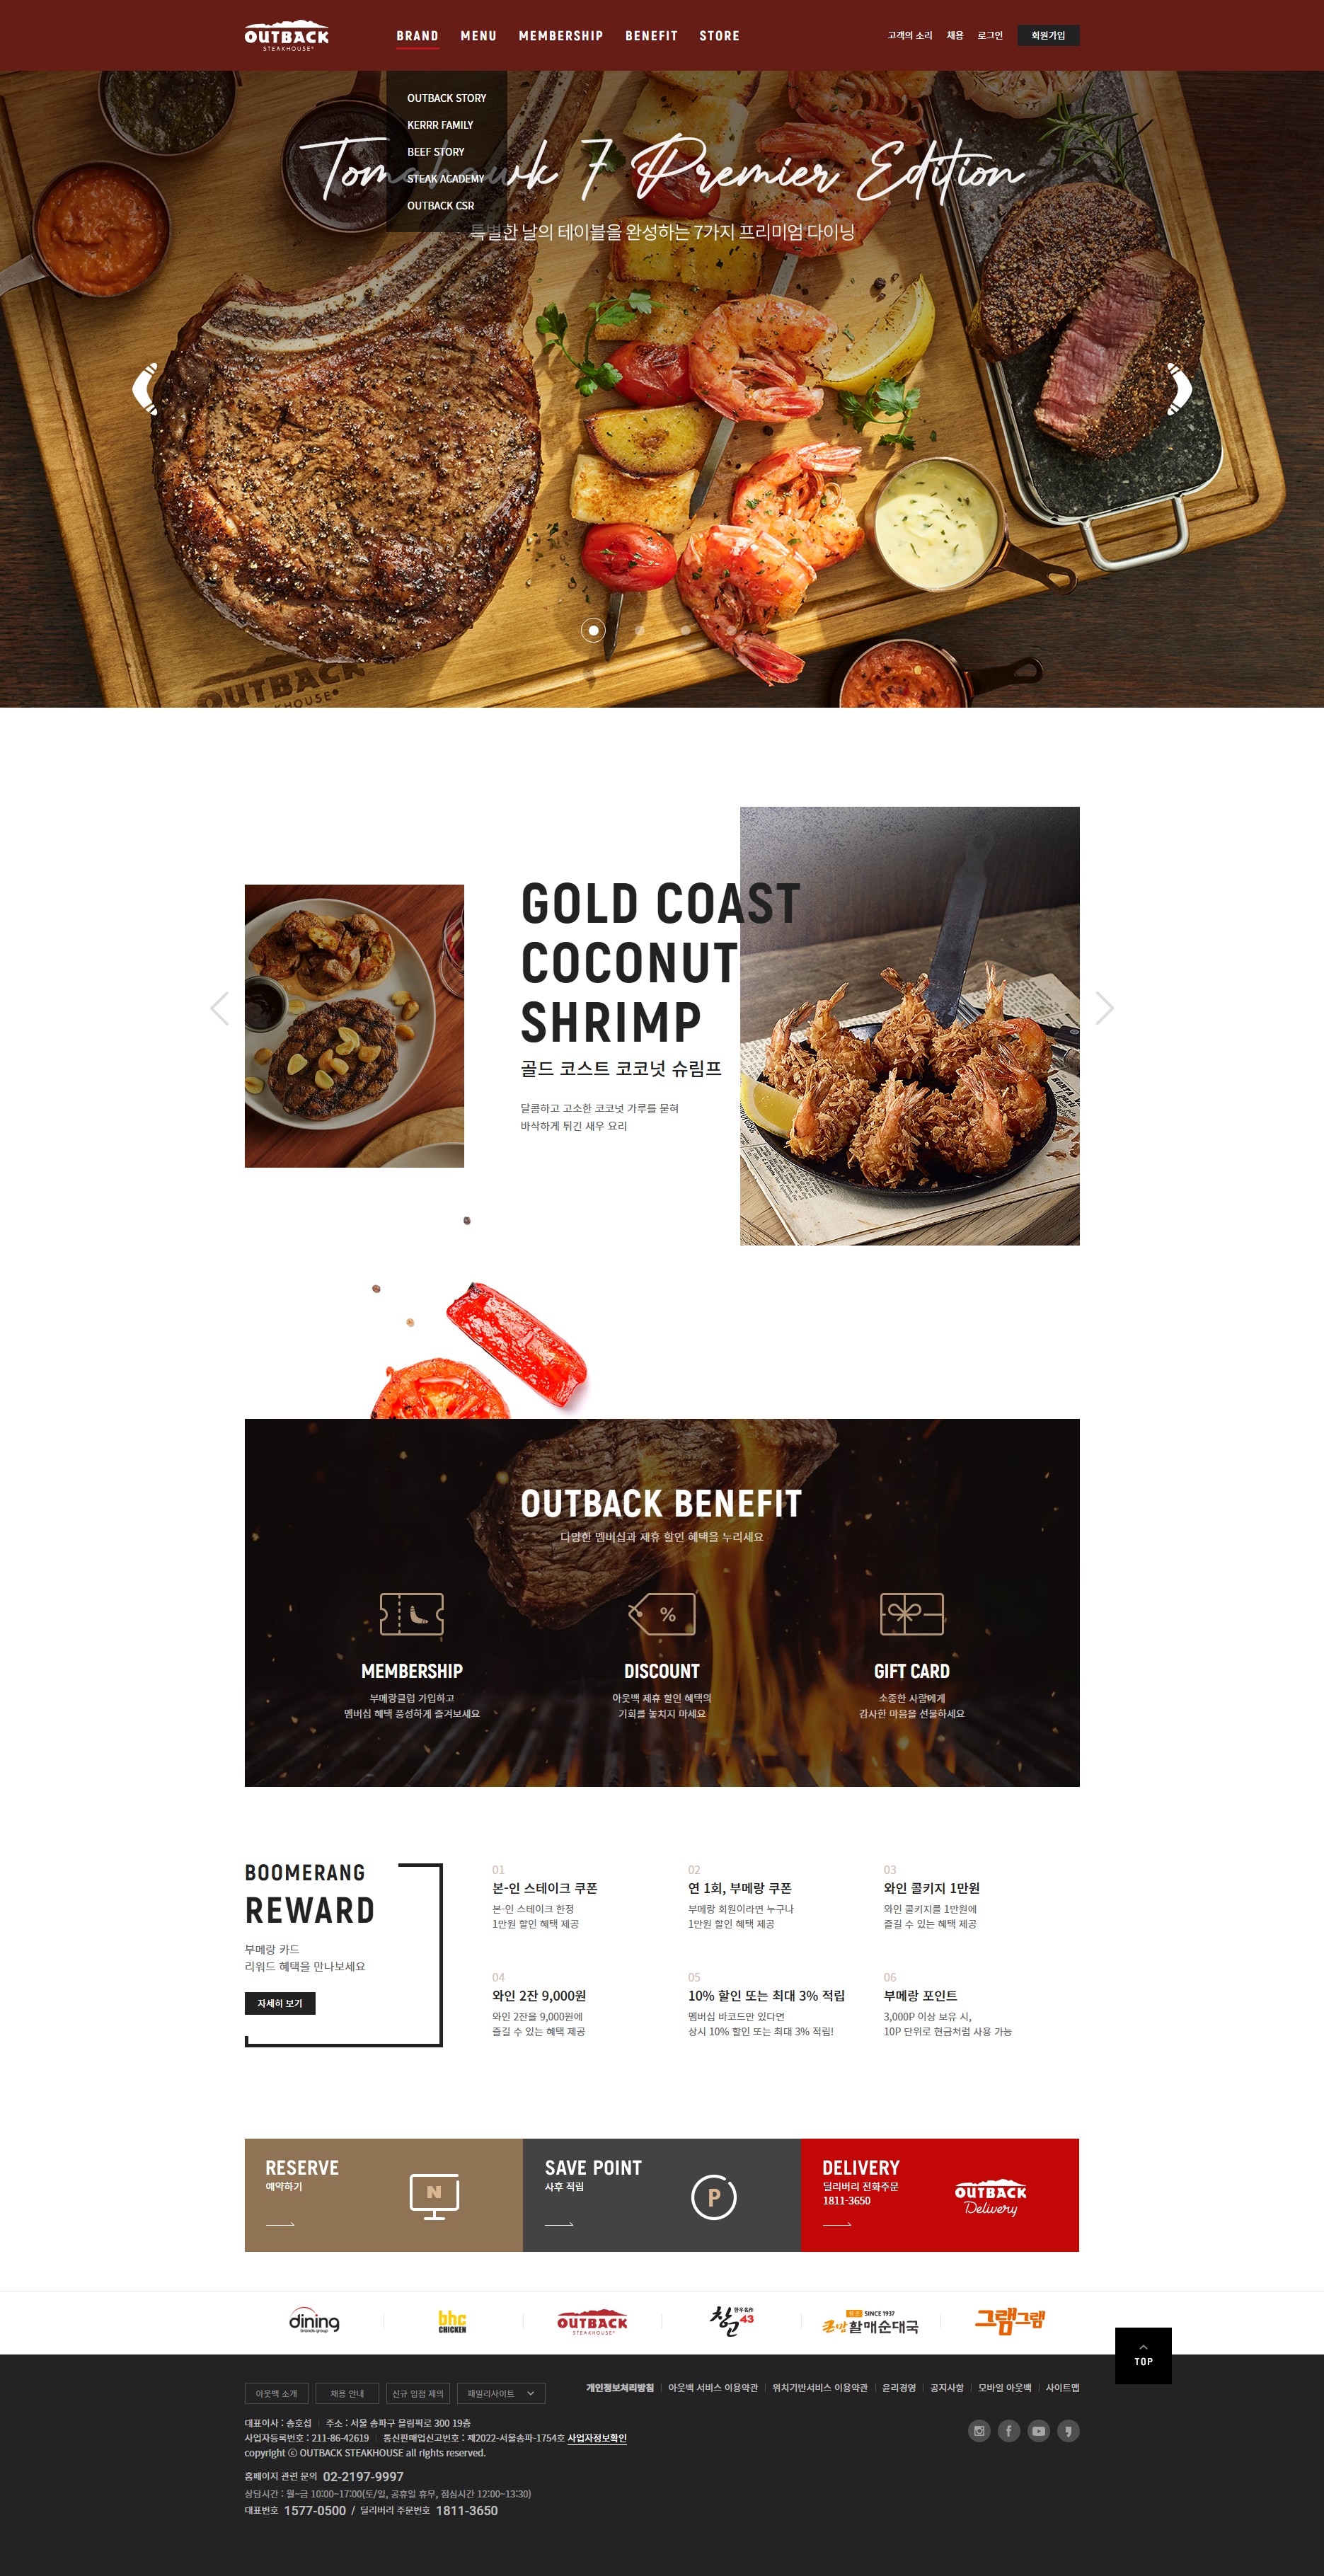 OUTBACK
STEAKHOUSE
BRAND
MENU
MEMBERSHIP
BENEFIT
STORE
고객의 소리
채용
로그인
회원가입
OUTBACK STORY
KERRR FAMILY
BEEF STORY
STEAK ACADEMY
OUTBACK CSR
Tomahawk 7 Premier Edition
특별한 날의 테이블을 완성하는 7가지 프리미엄 다이닝
OUTBACK
GOLD COAST
COCONUT
SHRIMP
골드 코스트 코코넛 슈림프
달콤하고 고소한 코코넛 가루를 묻혀
바삭하게 튀긴 새우 요리
OUTBACK BENEFIT
다양한 멤버십과 제휴 할인 혜택을 누리세요
%
MEMBERSHIP
부메랑클럽 가입하고
멤버십 혜택 풍성하게 즐겨보세요
DISCOUNT
아웃백 제휴 할인 혜택의
기회를 놓치지 마세요
GIFT CARD
소중한 사람에게
감사한 마음을 선물하세요
BOOMERANG
REWARD
부메랑 카드
리워드 혜택을 만나보세요
자세히 보기
01
본-인 스테이크 쿠폰
본-인 스테이크 한정
1만원 할인 혜택 제공
02
연 1회, 부메랑 쿠폰
부메랑 회원이라면 누구나
1만원 할인 혜택 제공
03
와인 콜키지 1만원
와인 콜키지를 1만원에
즐길 수 있는 혜택 제공
04
와인 2잔 9,000원
와인 2잔을 9,000원에
즐길 수 있는 혜택 제공
05
10% 할인 또는 최대 3% 적립
멤버십 바코드만 있다면
상시 10% 할인 또는 최대 3% 적립!
06
부메랑 포인트
3,000P 이상 보유 시,
10P 단위로 현금처럼 사용 가능
RESERVE
예약하기
N
SAVE POINT
사후 적립
P
DELIVERY
딜리버리 전화주문
1811-3650
OUTBACK
Delivery
dining
brands group
bhc
CHICKEN
OUTBACK
STEAKHOUSE
창고
43
SINCE 1937
큰맘할매순대국
그램그램
TOP
아웃백 소개
채용 안내
신규 입점 제의
패밀리사이트
개인정보처리방침
아웃백 서비스 이용약관
위치기반서비스 이용약관
윤리경영
공지사항
모바일 아웃백
사이트맵
대표이사 : 송호섭
주소 : 서울 송파구 올림픽로 300 19층
사업자등록번호 : 211-86-42619
통신판매업신고번호 : 제2022-서울송파-1754호 사업자정보확인
copyright ⓒ OUTBACK STEAKHOUSE all rights reserved.
홈페이지 관련 문의 02-2197-9997
상담시간 : 월~금 10:00~17:00(토/일, 공휴일 휴무, 점심시간 12:00~13:30)
대표번호 1577-0500 / 딜리버리 주문번호 1811-3650